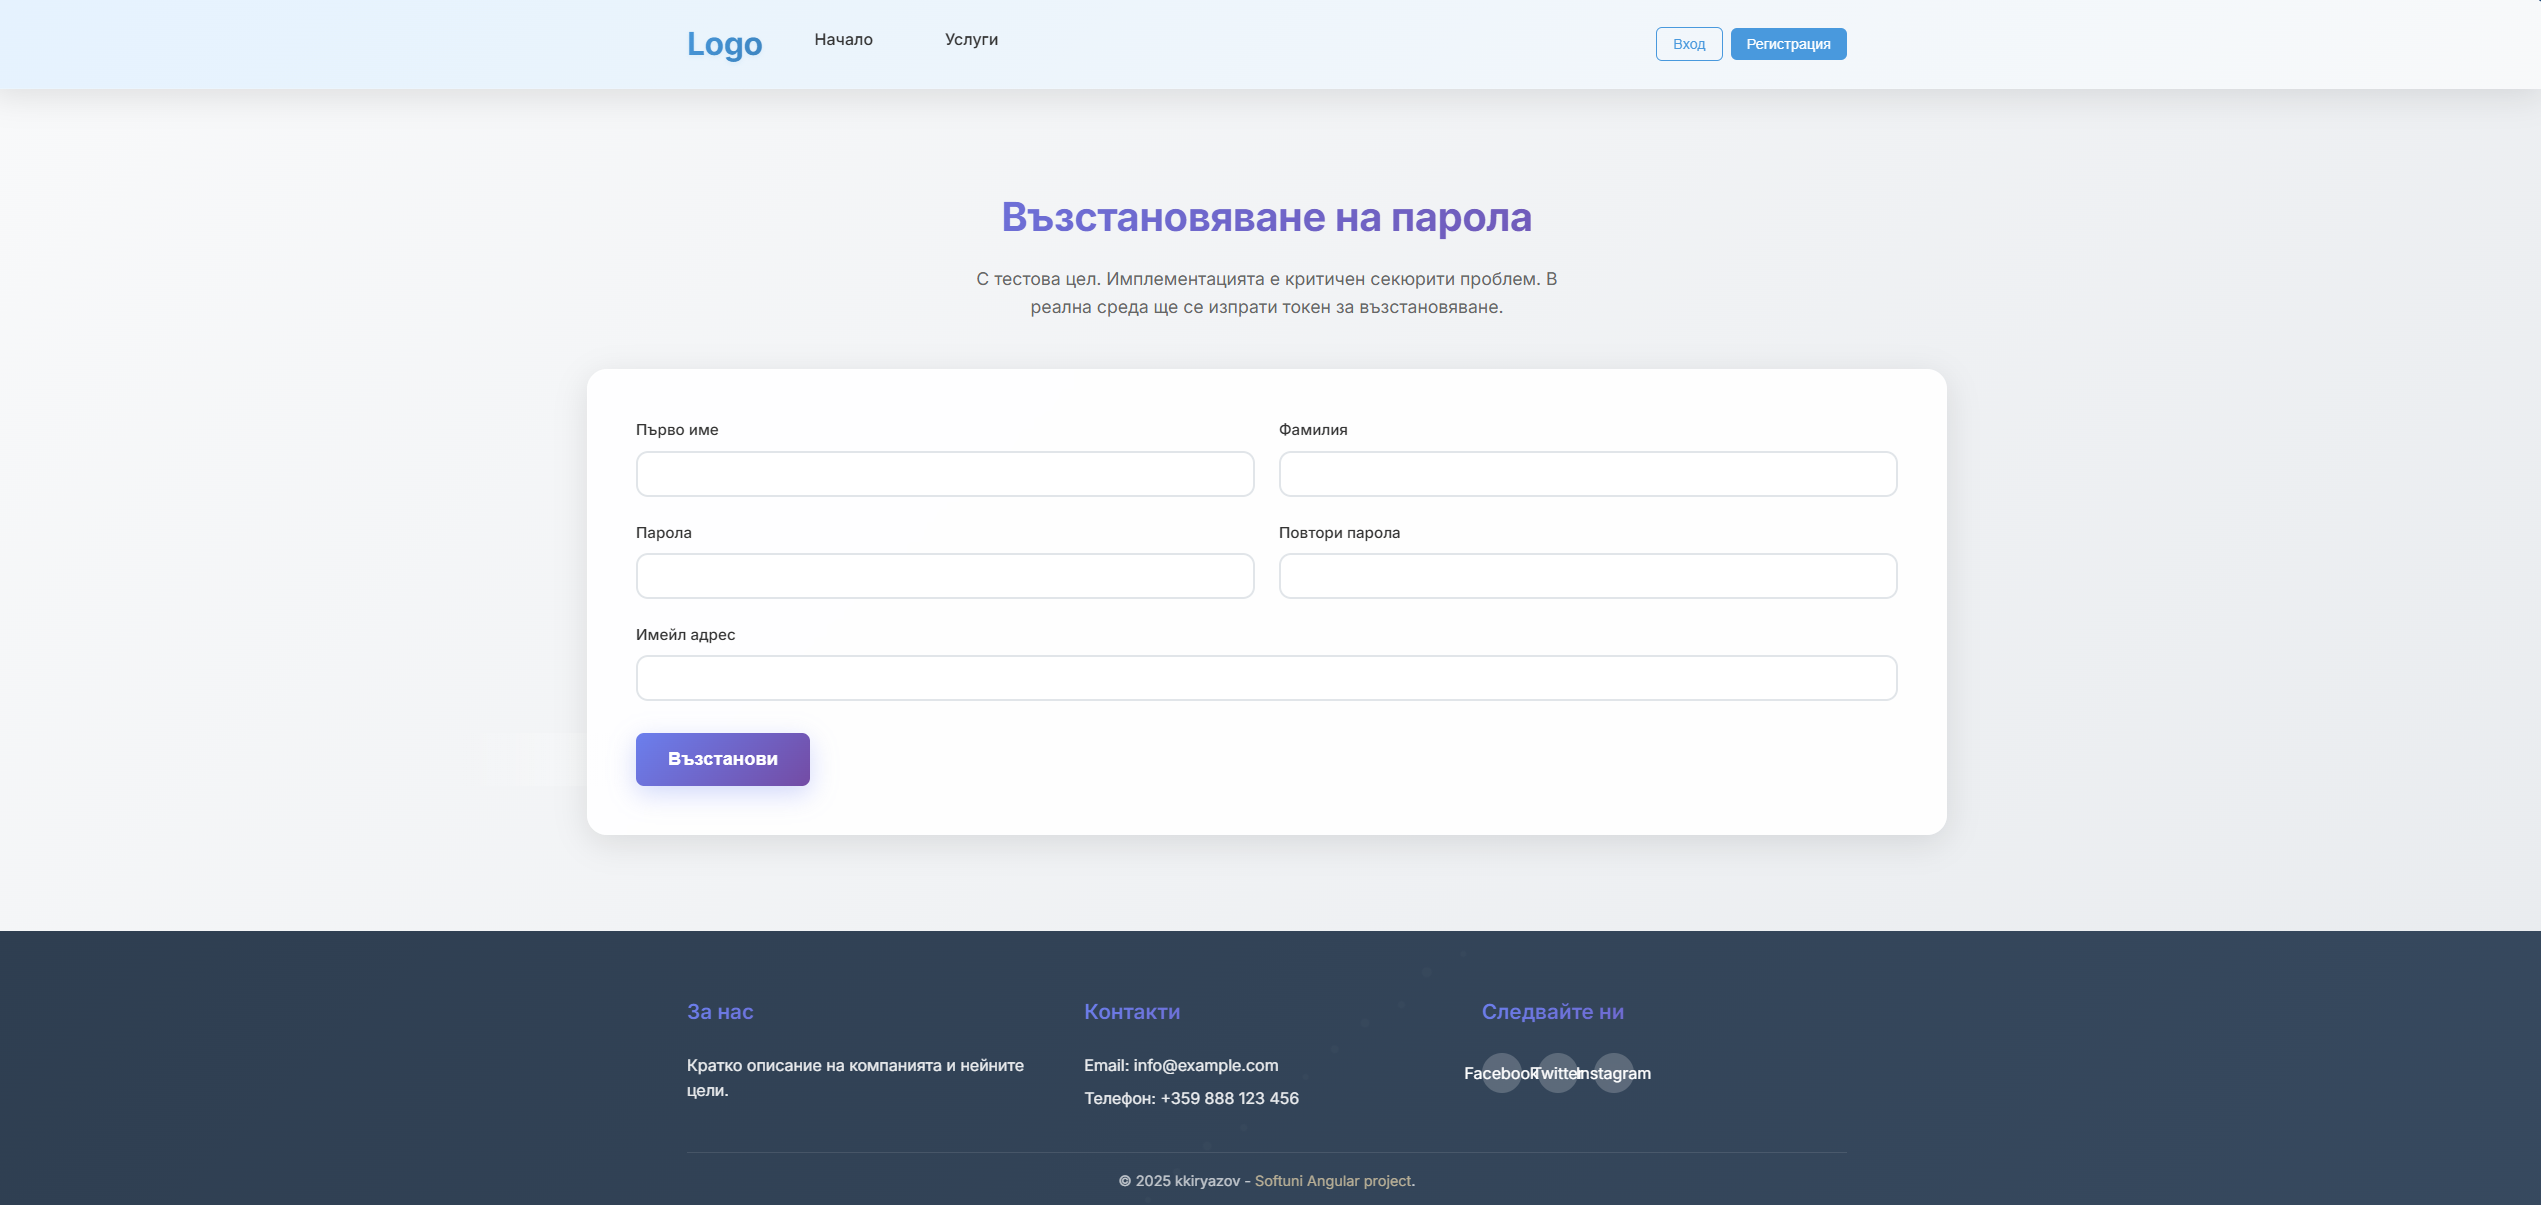 Logo
Начало
Услуги
Вход
Регистрация
Възстановяване на парола
С тестова цел. Имплементацията е критичен секюрити проблем. В
реална среда ще се изпрати токен за възстановяване.
Първо име
Фамилия
Парола
Повтори парола
Имейл адрес
Възстанови
За нас
Кратко описание на компанията и нейните
цели.
Контакти
Email: info@example.com
Телефон: +359 888 123 456
Следвайте ни
Facebook
Twitter
Instagram
© 2025 kkiryazov - Softuni Angular project.